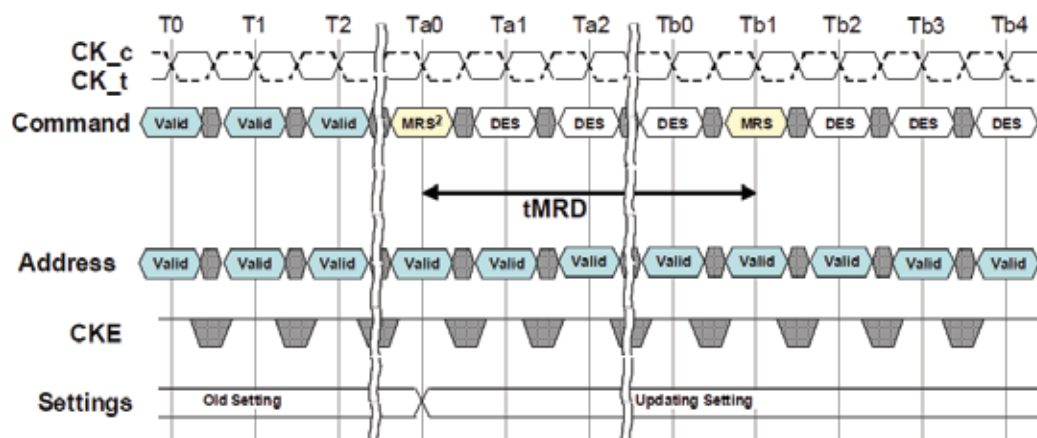 T0 T1 T2 Ta0 Ta1 Ta2 Tb0 Tb1 Tb2 Tb3 Tb4
CK_c
CK_t
Command Valid Valid Valid MRS² DES DES DES MRS DES DES DES
tMRD
Address Valid Valid Valid Valid Valid Valid Valid Valid Valid Valid Valid
CKE
Settings Old Setting Updating Setting